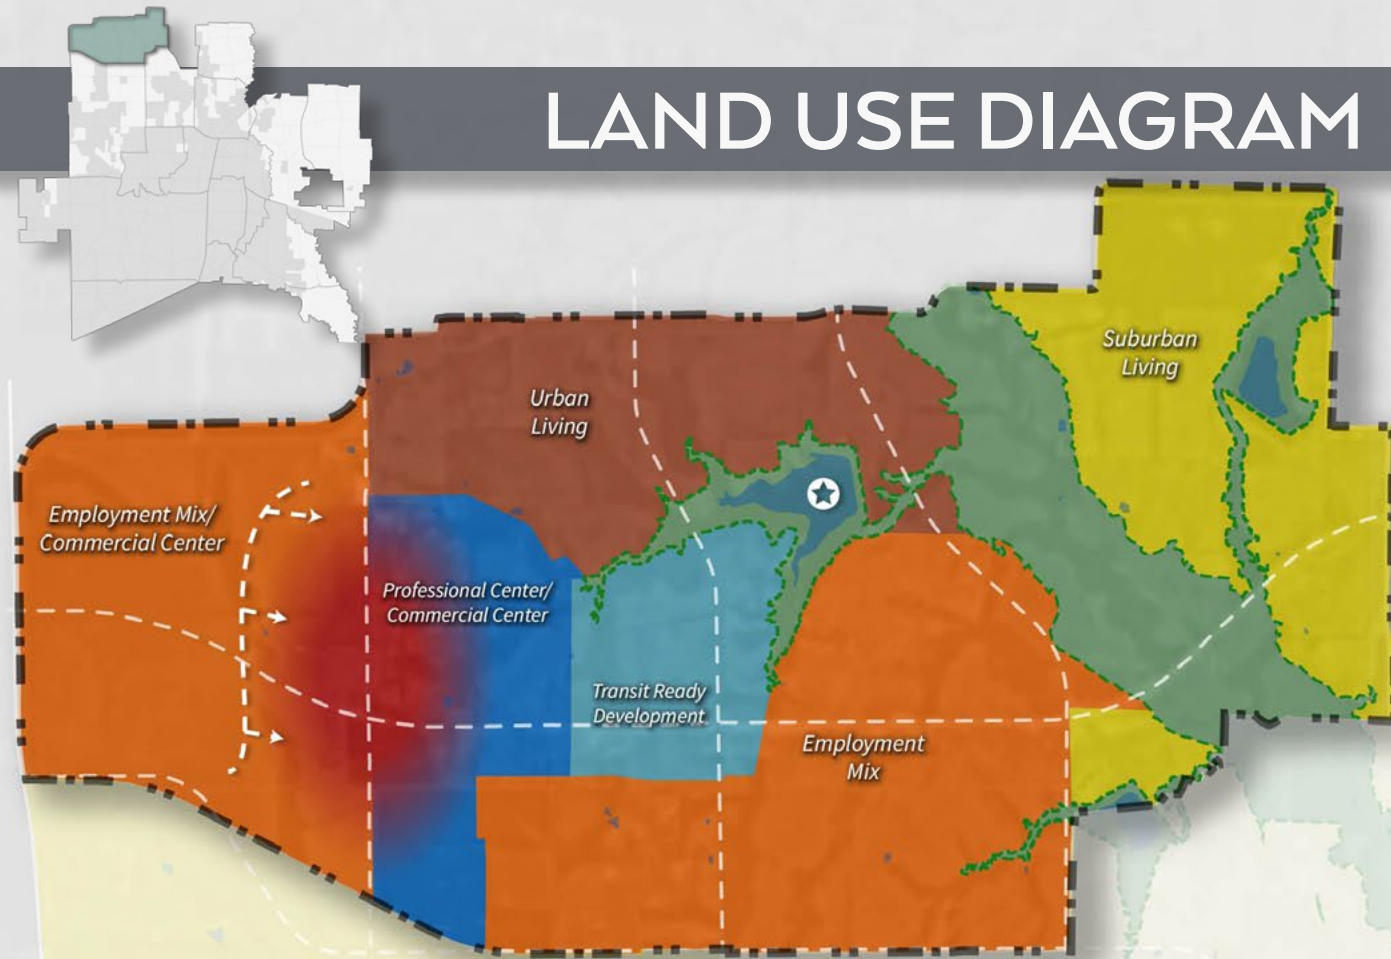 LAND USE DIAGRAM
Suburban
Living
Urban
Living
Employment Mix/
Commercial Center
Professional Center/
Commercial Center
Transit Ready
Development
Employment
Mix